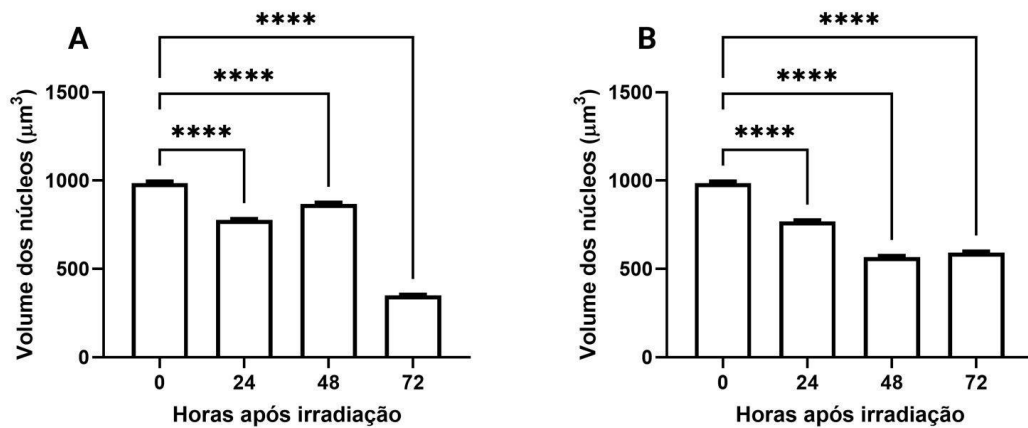 A
****
****
****
Volume dos núcleos (μm³)
1500
1000
500
0
0 24 48 72
Horas após irradiação
B
****
****
****
Volume dos núcleos (μm³)
1500
1000
500
0
0 24 48 72
Horas após irradiação